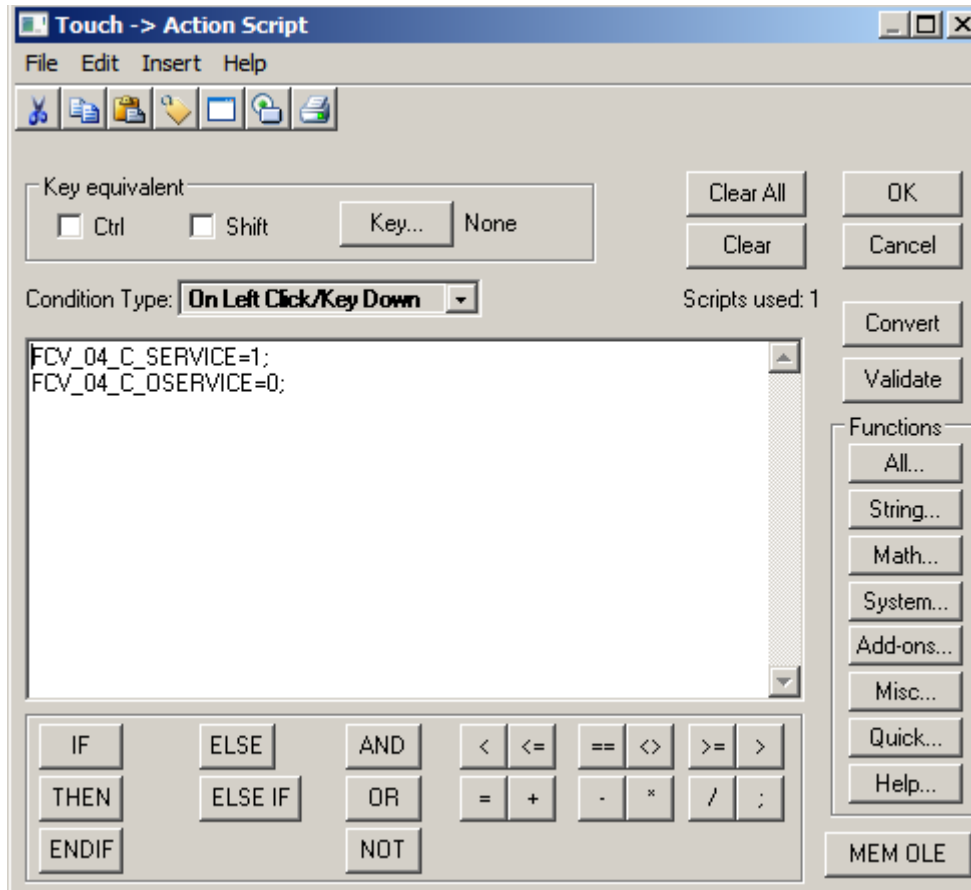 Touch -> Action Script
File Edit Insert Help
Key equivalent
Ctrl Shift Key... None
Clear All OK
Clear Cancel
Condition Type: On Left Click/Key Down Scripts used: 1
Convert
FCV_04_C_SERVICE=1;
FCV_04_C_OSERVICE=0;
Validate
Functions
All...
String...
Math...
System...
Add-ons...
Misc...
Quick...
Help...
IF ELSE AND < <= == <> >= >
THEN ELSE IF OR = + - * / ;
ENDIF NOT
MEM OLE